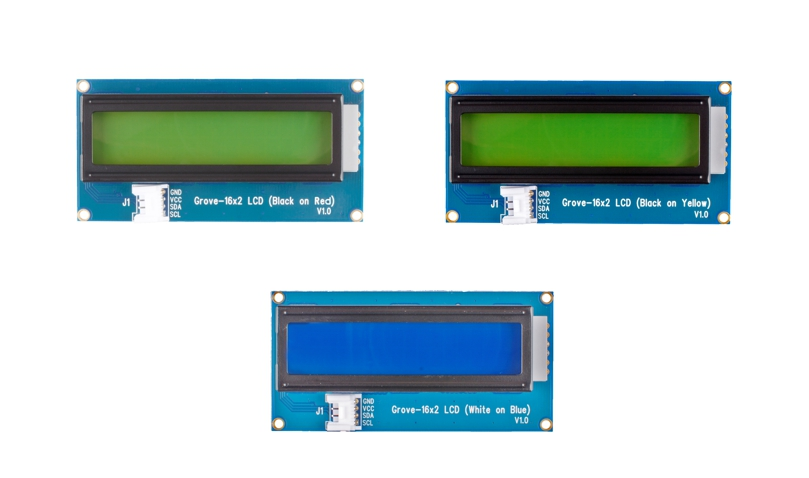 J1
GND
VCC
SDA
SCL
Grove-16x2 LCD (Black on Red)
V1.0
J1
GND
VCC
SDA
SCL
Grove-16x2 LCD (Black on Yellow)
V1.0
J1
GND
VCC
SDA
SCL
Grove-16x2 LCD (White on Blue)
V1.0